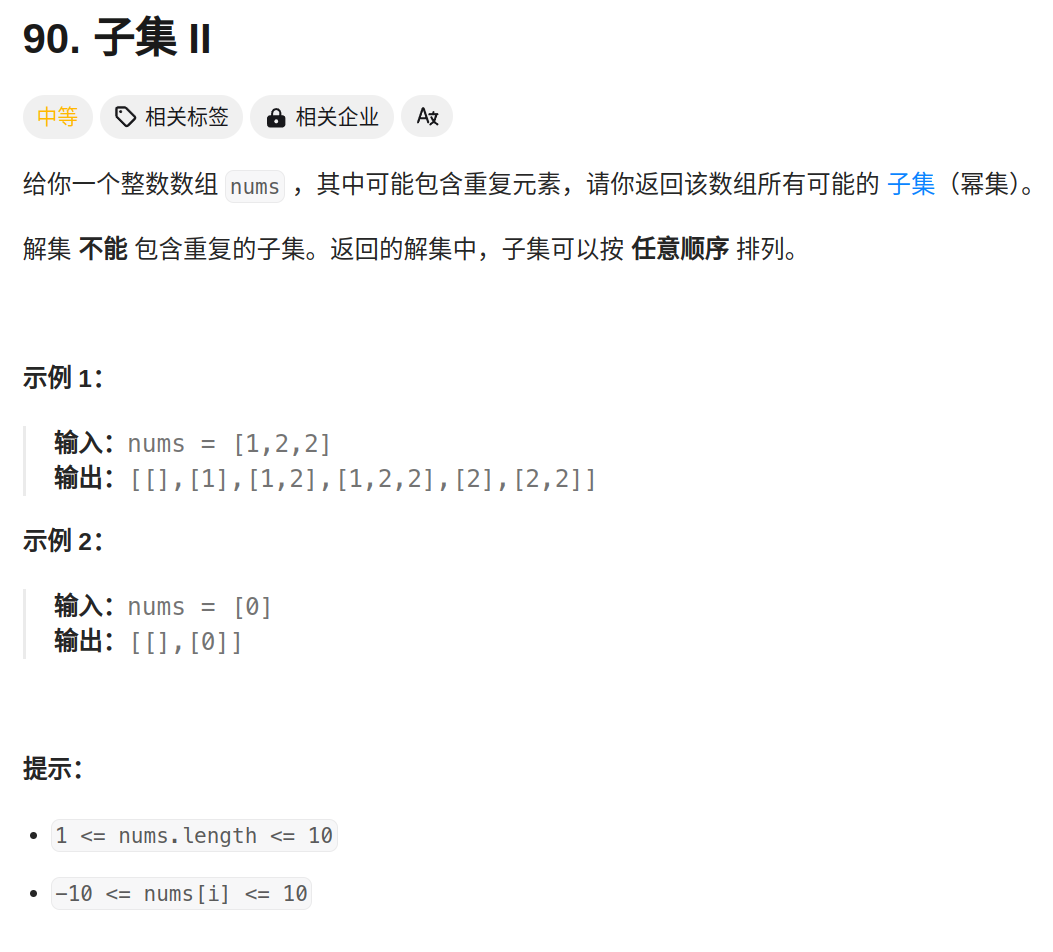 90. 子集 II
中等 相关标签 相关企业
给你一个整数数组 nums ，其中可能包含重复元素，请你返回该数组所有可能的 子集（幂集）。
解集 不能 包含重复的子集。返回的解集中，子集可以按 任意顺序 排列。
示例 1：
输入：nums = [1,2,2]
输出：[[],[1],[1,2],[1,2,2],[2],[2,2]]
示例 2：
输入：nums = [0]
输出：[[],[0]]
提示：
1 <= nums.length <= 10
-10 <= nums[i] <= 10